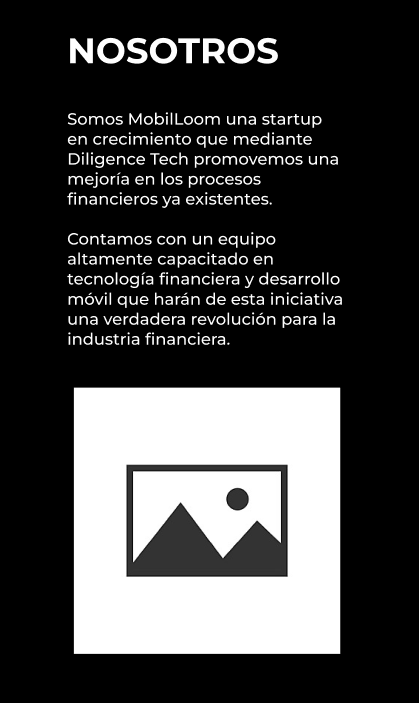 NOSOTROS
Somos MobilLoom una startup
en crecimiento que mediante
Diligence Tech promovemos una
mejoría en los procesos
financieros ya existentes.
Contamos con un equipo
altamente capacitado en
tecnología financiera y desarrollo
móvil que harán de esta iniciativa
una verdadera revolución para la
industria financiera.